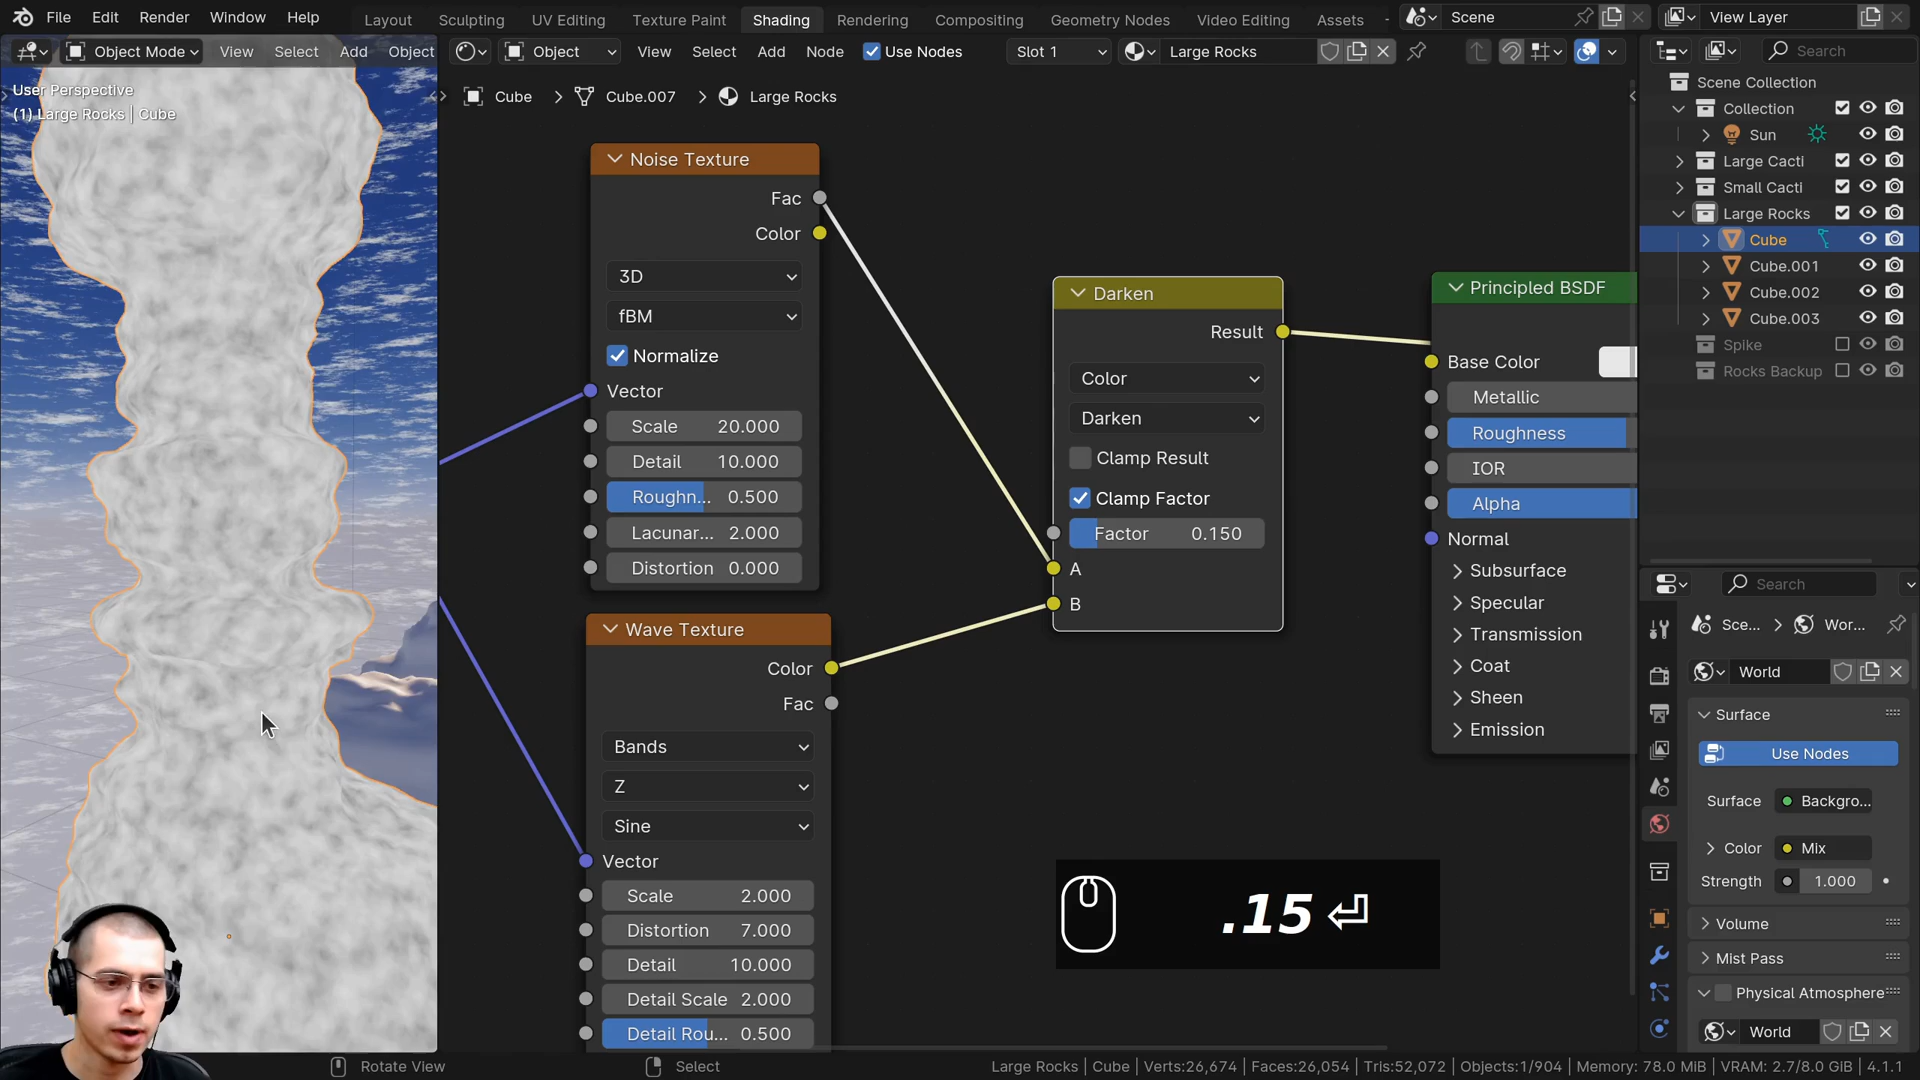 File Edit Render Window Help Layout Sculpting UV Editing Texture Paint Shading Rendering Compositing Geometry Nodes Video Editing Assets Scene View Layer
Object Mode View Select Add Object Object View Select Add Node Use Nodes Slot 1 Large Rocks Search
User Perspective
(1) Large Rocks | Cube
Cube > Cube.007 > Large Rocks
Noise Texture
Fac
Color
3D
fBM
Normalize
Vector
Scale 20.000
Detail 10.000
Roughn... 0.500
Lacunar... 2.000
Distortion 0.000
Wave Texture
Color
Fac
Bands
Z
Sine
Vector
Scale 2.000
Distortion 7.000
Detail 10.000
Detail Scale 2.000
Detail Rou... 0.500
Darken
Result
Color
Darken
Clamp Result
Clamp Factor
Factor 0.150
A
B
Principled BSDF
Base Color
Metallic
Roughness
IOR
Alpha
Normal
Subsurface
Specular
Transmission
Coat
Sheen
Emission
.15 ⏎
Scene Collection
Collection
Sun
Large Cacti
Small Cacti
Large Rocks
Cube
Cube.001
Cube.002
Cube.003
Spike
Rocks Backup
Search
Sce... > Wor...
World
Surface
Use Nodes
Surface Backgro...
Color Mix
Strength 1.000
Volume
Mist Pass
Physical Atmosphere
World
Rotate View Select Large Rocks | Cube | Verts:26,674 | Faces:26,054 | Tris:52,072 | Objects:1/904 | Memory: 78.0 MiB | VRAM: 2.7/8.0 GiB | 4.1.1